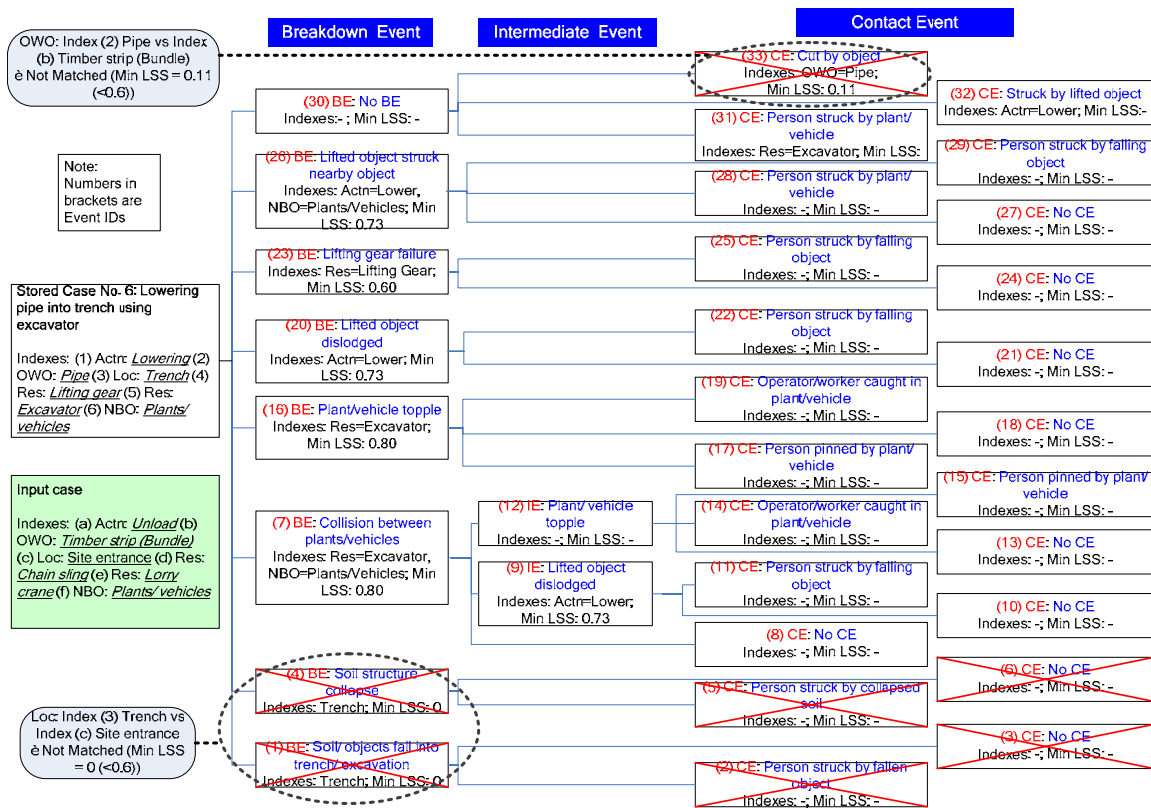 Breakdown Event
Intermediate Event
Contact Event
OWO: Index (2) Pipe vs Index
(b) Timber strip (Bundle)
è Not Matched (Min LSS = 0.11
(<0.6))
Note:
Numbers in
brackets are
Event IDs
Stored Case No. 6: Lowering
pipe into trench using
excavator
Indexes: (1) Actn: Lowering (2)
OWO: Pipe (3) Loc: Trench (4)
Res: Lifting gear (5) Res:
Excavator (6) NBO: Plants/
vehicles
Input case
Indexes: (a) Actn: Unload (b)
OWO: Timber strip (Bundle)
(c) Loc: Site entrance (d) Res:
Chain sling (e) Res: Lorry
crane (f) NBO: Plants/ vehicles
Loc: Index (3) Trench vs
Index (c) Site entrance
è Not Matched (Min LSS
= 0 (<0.6))
(30) BE: No BE
Indexes:- ; Min LSS: -
(26) BE: Lifted object struck
nearby object
Indexes: Actn=Lower,
NBO=Plants/Vehicles; Min
LSS: 0.73
(23) BE: Lifting gear failure
Indexes: Res=Lifting Gear;
Min LSS: 0.60
(20) BE: Lifted object
dislodged
Indexes: Actn=Lower; Min
LSS: 0.73
(16) BE: Plant/vehicle topple
Indexes: Res=Excavator;
Min LSS: 0.80
(7) BE: Collision between
plants/vehicles
Indexes: Res=Excavator,
NBO=Plants/Vehicles; Min
LSS: 0.80
(4) BE: Soil structure
collapse
Indexes: Trench; Min LSS: 0
(1) BE: Soil/ objects fall into
trench/ excavation
Indexes: Trench; Min LSS: 0
(12) IE: Plant/ vehicle
topple
Indexes: -; Min LSS: -
(9) IE: Lifted object
dislodged
Indexes: Actn=Lower;
Min LSS: 0.73
(33) CE: Cut by object
Indexes: OWO=Pipe;
Min LSS: 0.11
(32) CE: Struck by lifted object
Indexes: Actn=Lower; Min LSS:-
(31) CE: Person struck by plant/
vehicle
Indexes: Res=Excavator; Min LSS:
(29) CE: Person struck by falling
object
Indexes: -; Min LSS: -
(28) CE: Person struck by plant/
vehicle
Indexes: -; Min LSS: -
(27) CE: No CE
Indexes: -; Min LSS: -
(25) CE: Person struck by falling
object
Indexes: -; Min LSS: -
(24) CE: No CE
Indexes: -; Min LSS: -
(22) CE: Person struck by falling
object
Indexes: -; Min LSS: -
(21) CE: No CE
Indexes: -; Min LSS: -
(19) CE: Operator/worker caught in
plant/vehicle
Indexes: -; Min LSS: -
(18) CE: No CE
Indexes: -; Min LSS: -
(17) CE: Person pinned by plant/
vehicle
Indexes: -; Min LSS: -
(15) CE: Person pinned by plant/
vehicle
Indexes: -; Min LSS: -
(14) CE: Operator/worker caught in
plant/vehicle
Indexes: -; Min LSS: -
(13) CE: No CE
Indexes: -; Min LSS: -
(11) CE: Person struck by falling
object
Indexes: -; Min LSS: -
(10) CE: No CE
Indexes: -; Min LSS: -
(8) CE: No CE
Indexes: -; Min LSS: -
(6) CE: No CE
Indexes: -; Min LSS: -
(5) CE: Person struck by collapsed
soil
Indexes: -; Min LSS: -
(3) CE: No CE
Indexes: -; Min LSS: -
(2) CE: Person struck by fallen
object
Indexes: -; Min LSS: -